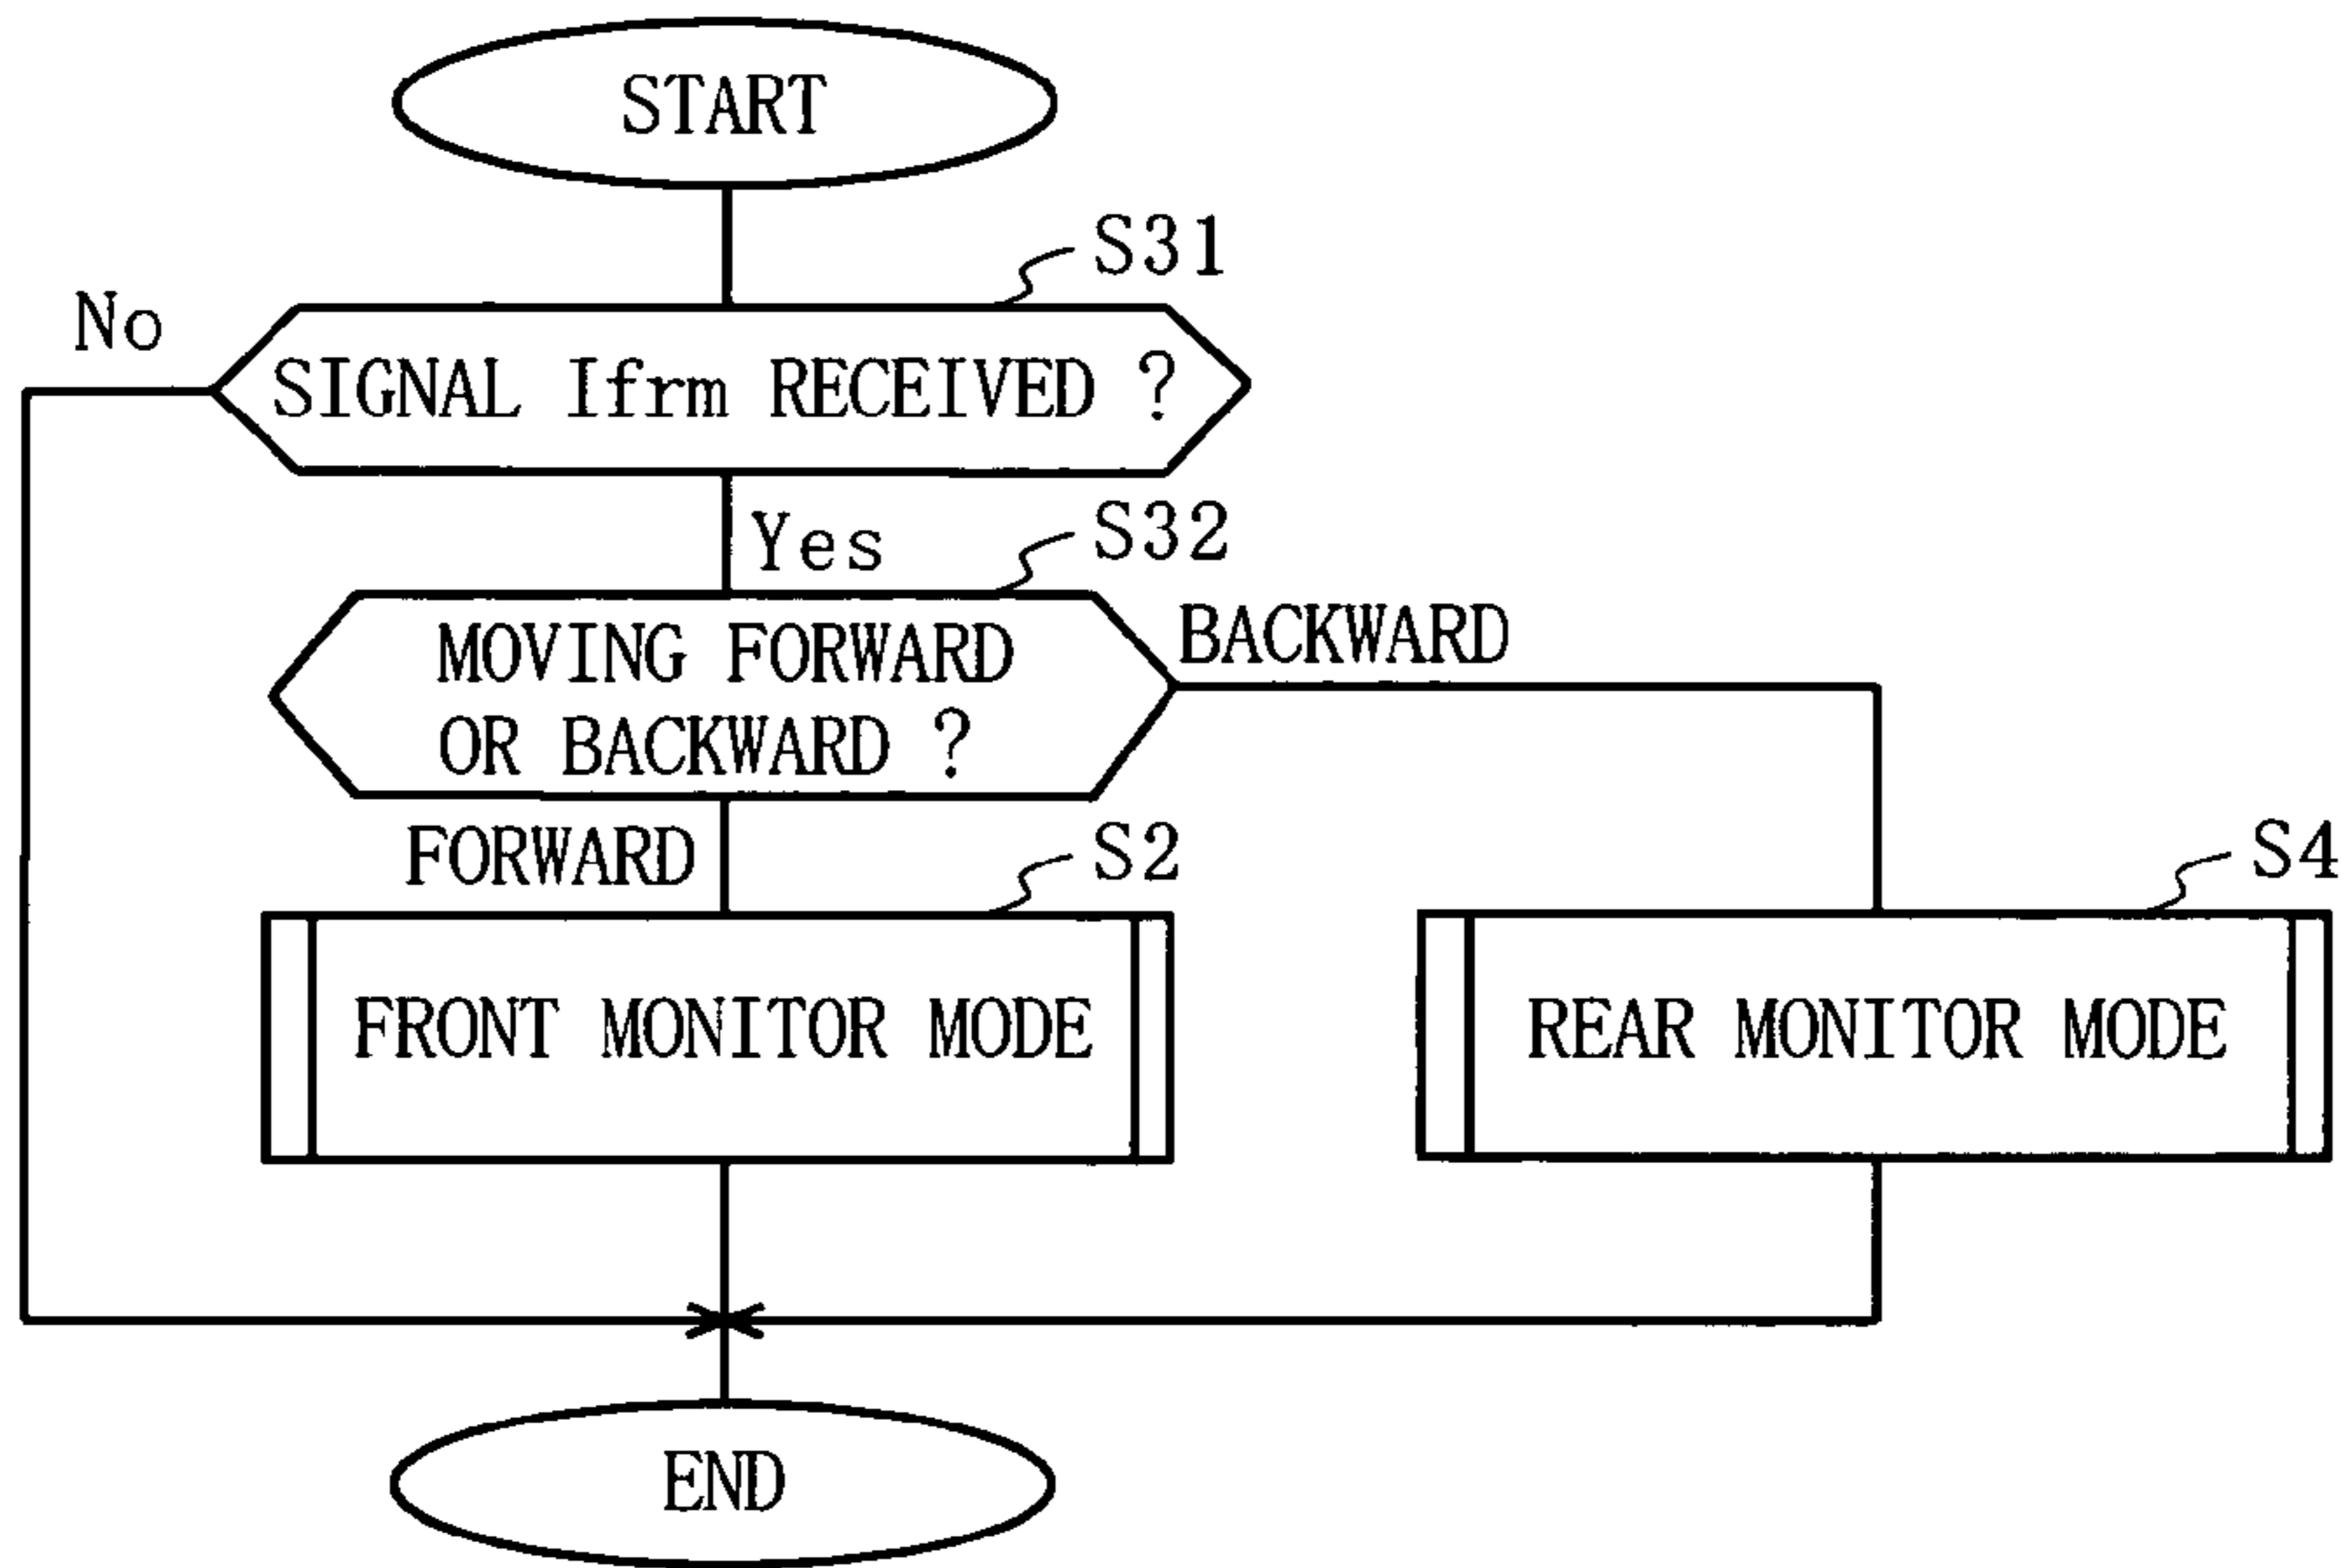 START
S31
No
SIGNAL Ifrm RECEIVED ?
Yes
S32
MOVING FORWARD
OR BACKWARD ?
BACKWARD
FORWARD
S2
S4
FRONT MONITOR MODE
REAR MONITOR MODE
END